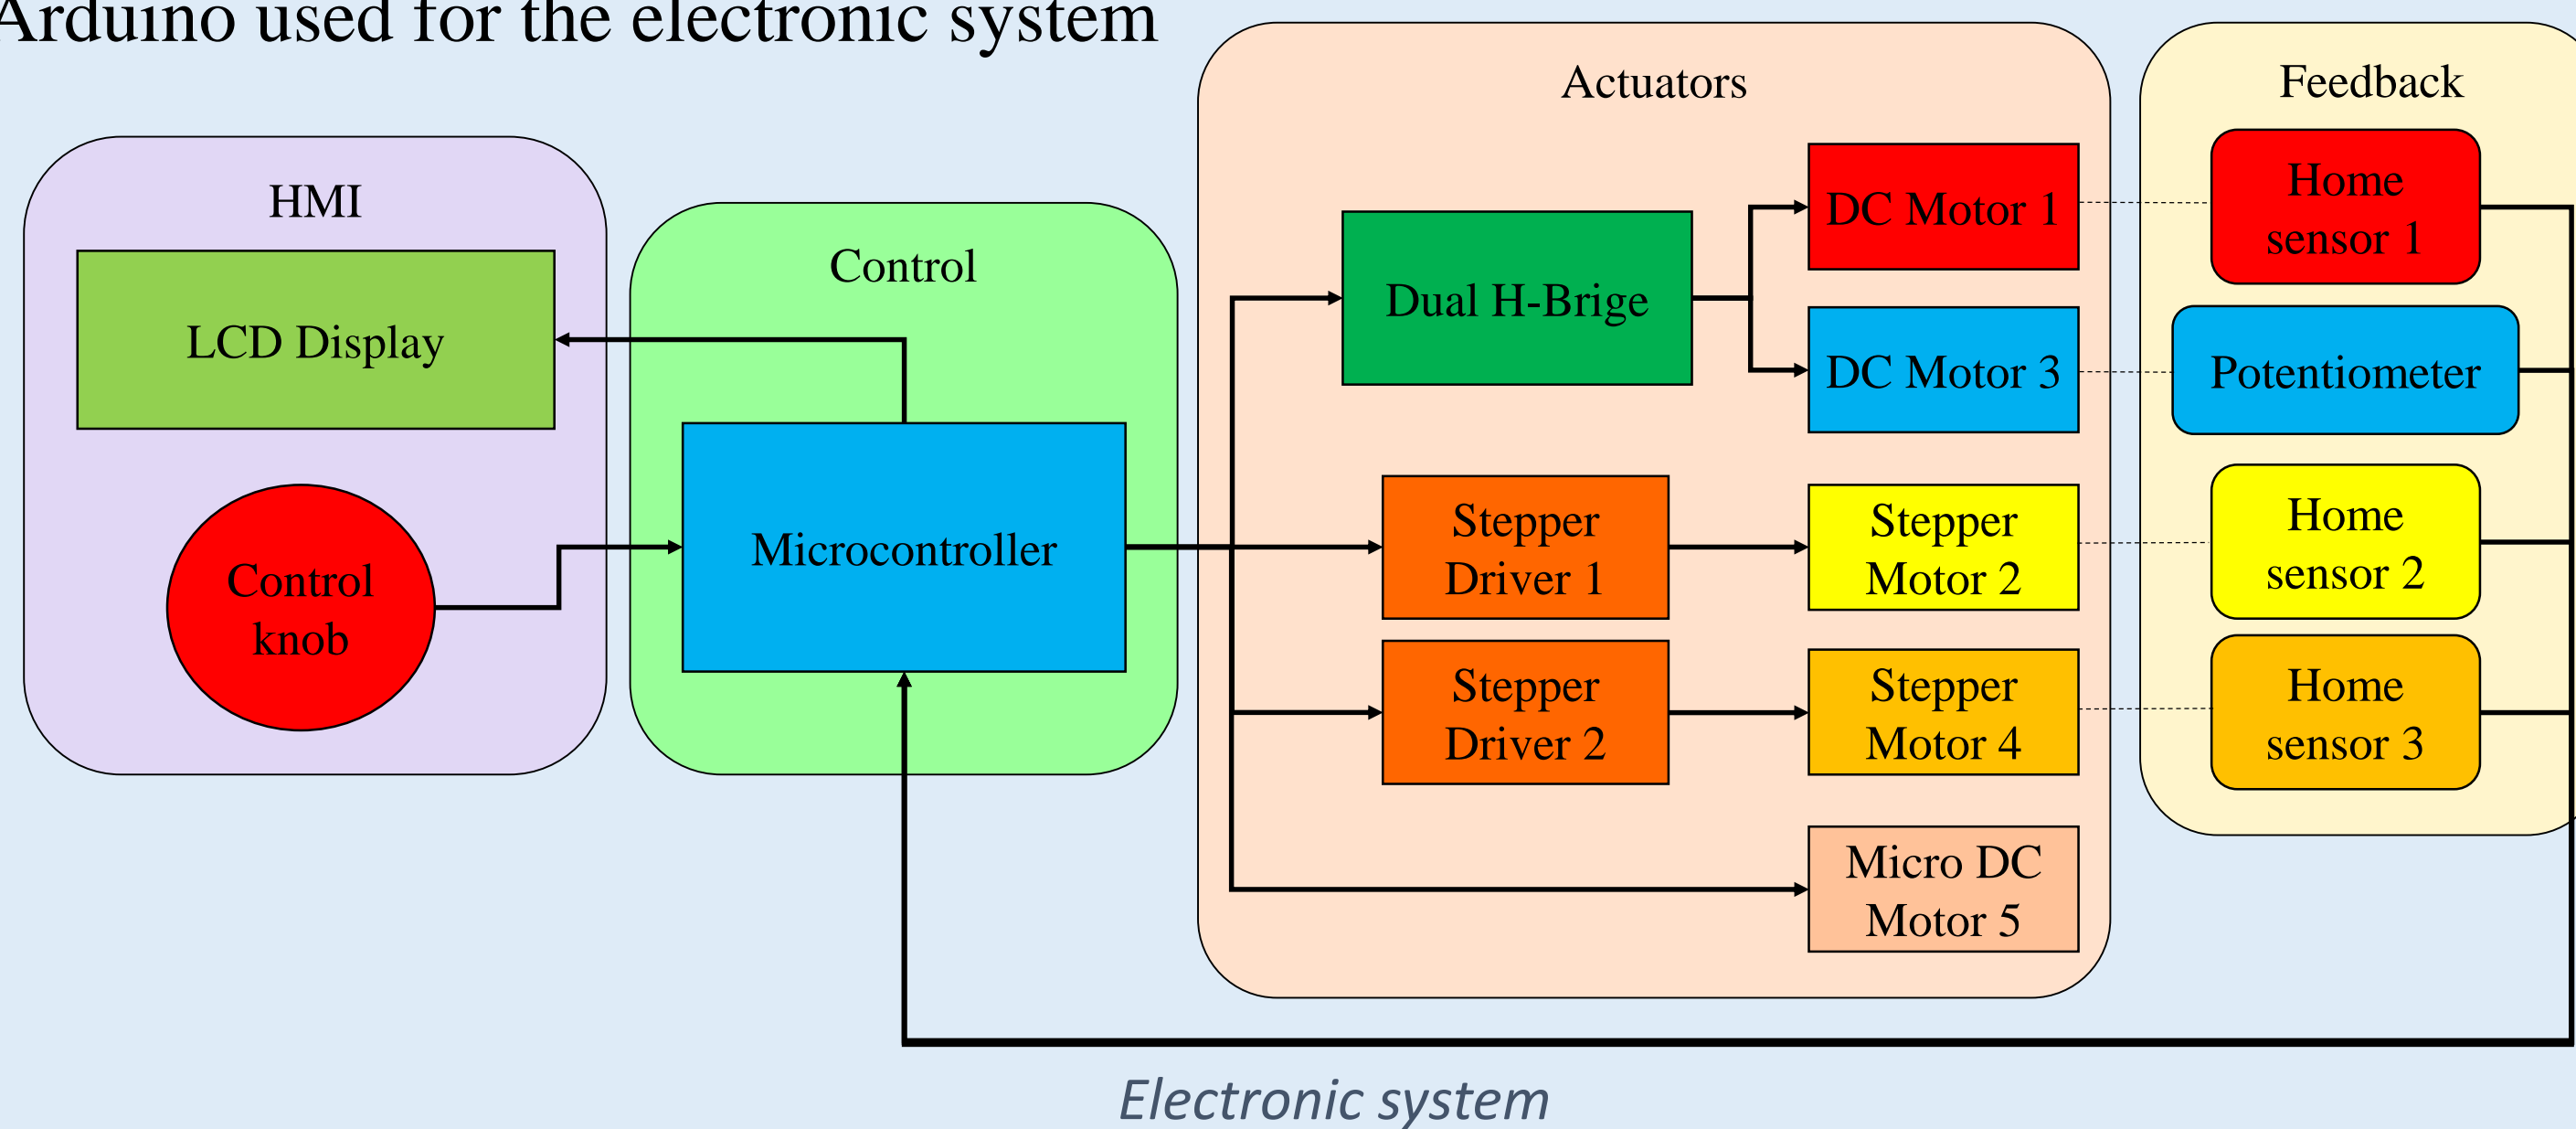 Arduino used for the electronic system
HMI
LCD Display
Control
knob
Control
Microcontroller
Actuators
Dual H-Brige
DC Motor 1
DC Motor 3
Stepper
Driver 1
Stepper
Motor 2
Stepper
Driver 2
Stepper
Motor 4
Micro DC
Motor 5
Feedback
Home
sensor 1
Potentiometer
Home
sensor 2
Home
sensor 3
Electronic system